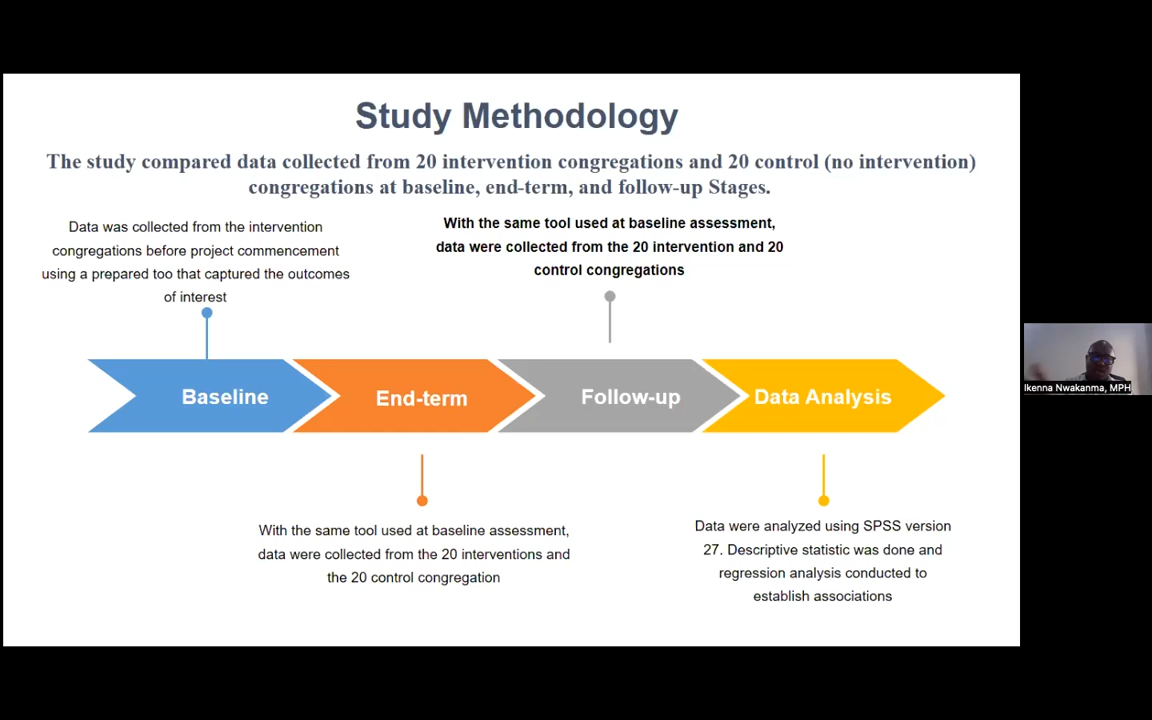 Study Methodology
The study compared data collected from 20 intervention congregations and 20 control (no intervention)
congregations at baseline, end-term, and follow-up Stages.
Data was collected from the intervention
congregations before project commencement
using a prepared too that captured the outcomes
of interest
With the same tool used at baseline assessment,
data were collected from the 20 intervention and 20
control congregations
Baseline
End-term
Follow-up
Data Analysis
With the same tool used at baseline assessment,
data were collected from the 20 interventions and
the 20 control congregation
Data were analyzed using SPSS version
27. Descriptive statistic was done and
regression analysis conducted to
establish associations
Ikenna Nwakanma, MPH